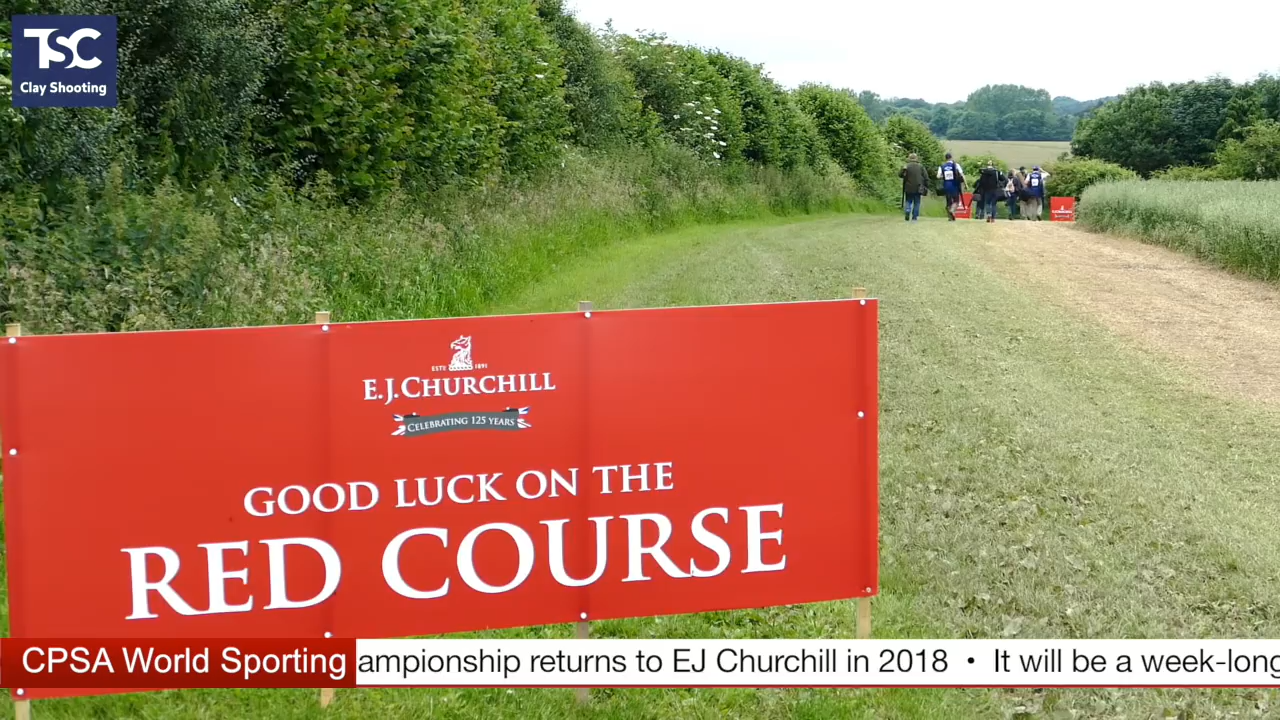 TSC
Clay Shooting
ESTD 1891
E.J.CHURCHILL
CELEBRATING 125 YEARS
GOOD LUCK ON THE
RED COURSE
CPSA World Sporting
ampionship returns to EJ Churchill in 2018 • It will be a week-long